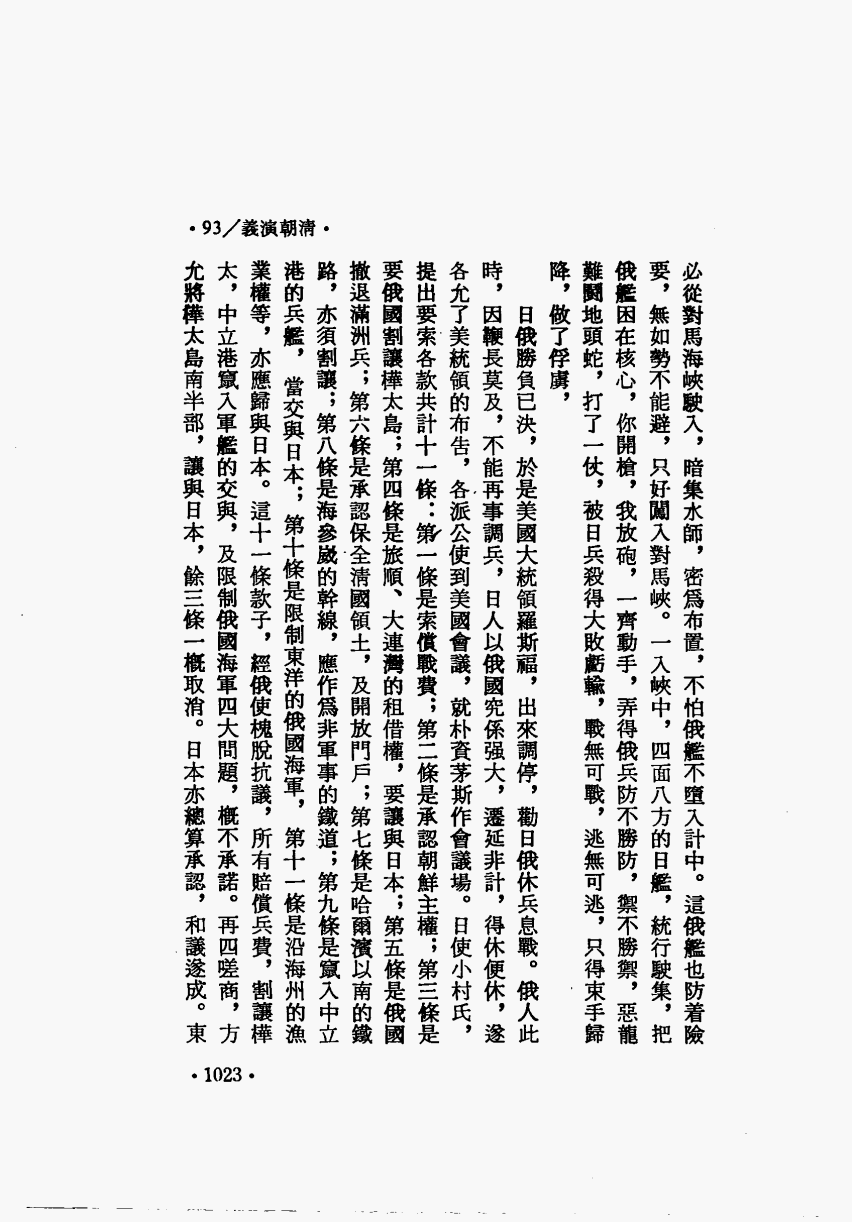 ・93／義演朝清・
必從對馬海峽駛入，暗集水師，密爲布置，不怕俄艦不墮入計中。這俄艦也防着險
要，無如勢不能避，只好闖入對馬峽。一入峽中，四面八方的日艦，統行駛集，把
俄艦困在核心，你開槍，我放砲，一齊動手，弄得俄兵防不勝防，禦不勝禦，惡龍
難鬭地頭蛇，打了一仗，被日兵殺得大敗虧輸，戰無可戰，逃無可逃，只得束手歸
降，做了俘虜，
日俄勝負已決，於是美國大統領羅斯福，出來調停，勸日俄休兵息戰。俄人此
時，因鞭長莫及，不能再事調兵，日人以俄國究係强大，遷延非計，得休便休，遂
各允了美統領的布告，各派公使到美國會議，就朴資茅斯作會議場。日使小村氏，
提出要索各款共計十一條：第一條是索償戰費；第二條是承認朝鮮主權；第三條是
要俄國割讓樺太島；第四條是旅順、大連灣的租借權，要讓與日本；第五條是俄國
撤退滿洲兵；第六條是承認保全清國領土，及開放門戶；第七條是哈爾濱以南的鐵
路，亦須割讓；第八條是海參崴的幹線，應作爲非軍事的鐵道；第九條是竄入中立
港的兵艦，當交與日本；第十條是限制東洋的俄國海軍，第十一條是沿海州的漁
業權等，亦應歸與日本。這十一條款子，經俄使槐脫抗議，所有賠償兵費，割讓樺
太，中立港竄入軍艦的交與，及限制俄國海軍四大問題，概不承諾。再四嗟商，方
允將樺太島南半部，讓與日本，餘三條一概取消。日本亦總算承認，和議遂成。東
・1023・